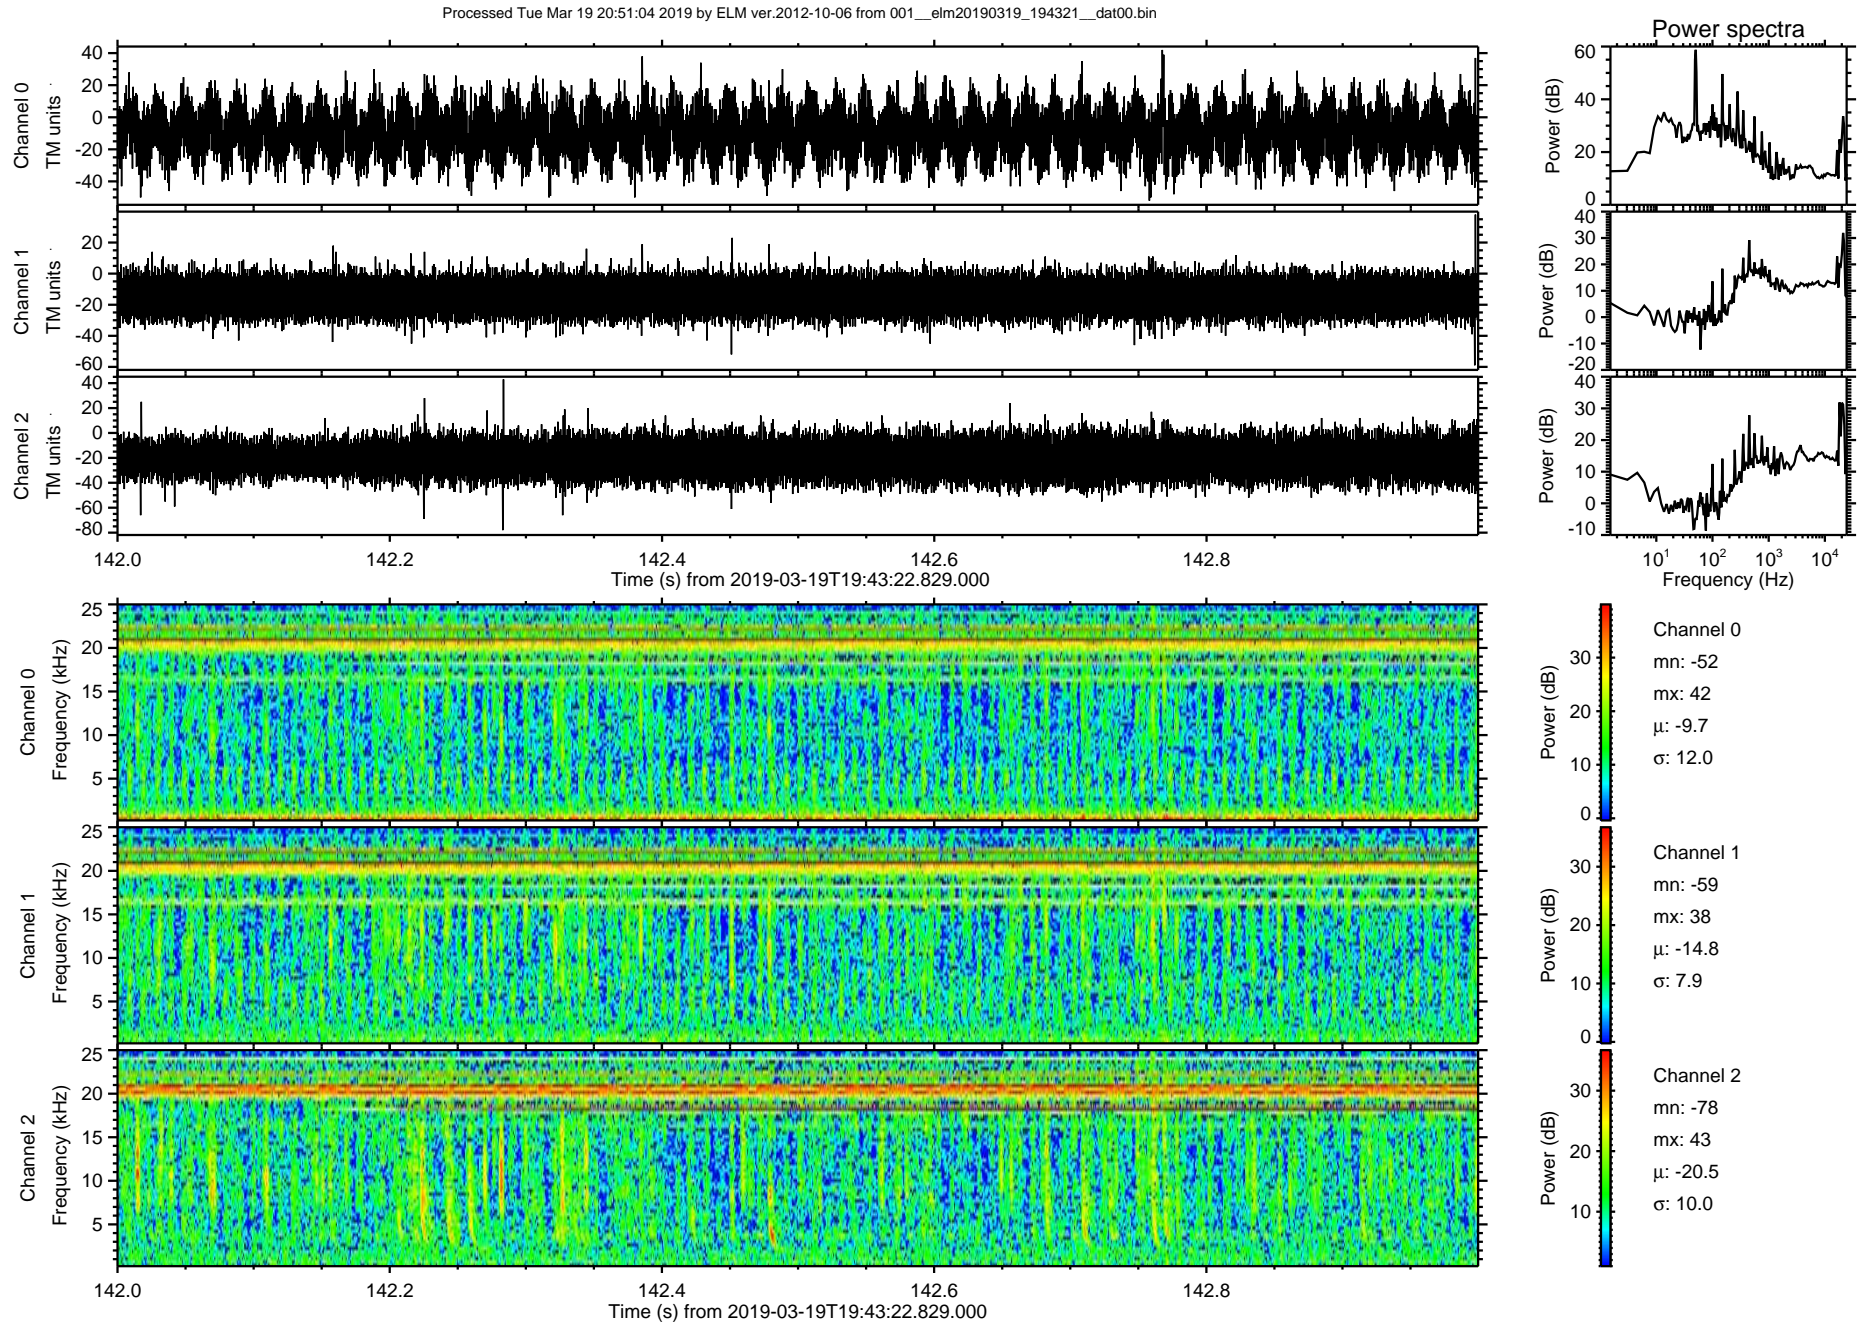 Processed Tue Mar 19 20:51:04 2019 by ELM ver.2012-10-06 from 001__elm20190319_194321__dat00.bin
Power spectra
Channel 0
TM units
40
20
0
-20
-40
Power (dB)
60
40
20
0
Channel 1
TM units
20
0
-20
-40
-60
Power (dB)
40
30
20
10
0
-10
-20
Channel 2
TM units
40
20
0
-20
-40
-60
-80
Power (dB)
40
30
20
10
0
-10
142.0 142.2 142.4 142.6 142.8
Time (s) from 2019-03-19T19:43:22.829.000
10¹ 10² 10³ 10⁴
Frequency (Hz)
Channel 0
Frequency (kHz)
25
20
15
10
5
Power (dB)
30
20
10
0
Channel 0
mn: -52
mx: 42
μ: -9.7
σ: 12.0
Channel 1
Frequency (kHz)
25
20
15
10
5
Power (dB)
30
20
10
0
Channel 1
mn: -59
mx: 38
μ: -14.8
σ: 7.9
Channel 2
Frequency (kHz)
25
20
15
10
5
Power (dB)
30
20
10
Channel 2
mn: -78
mx: 43
μ: -20.5
σ: 10.0
142.0 142.2 142.4 142.6 142.8
Time (s) from 2019-03-19T19:43:22.829.000